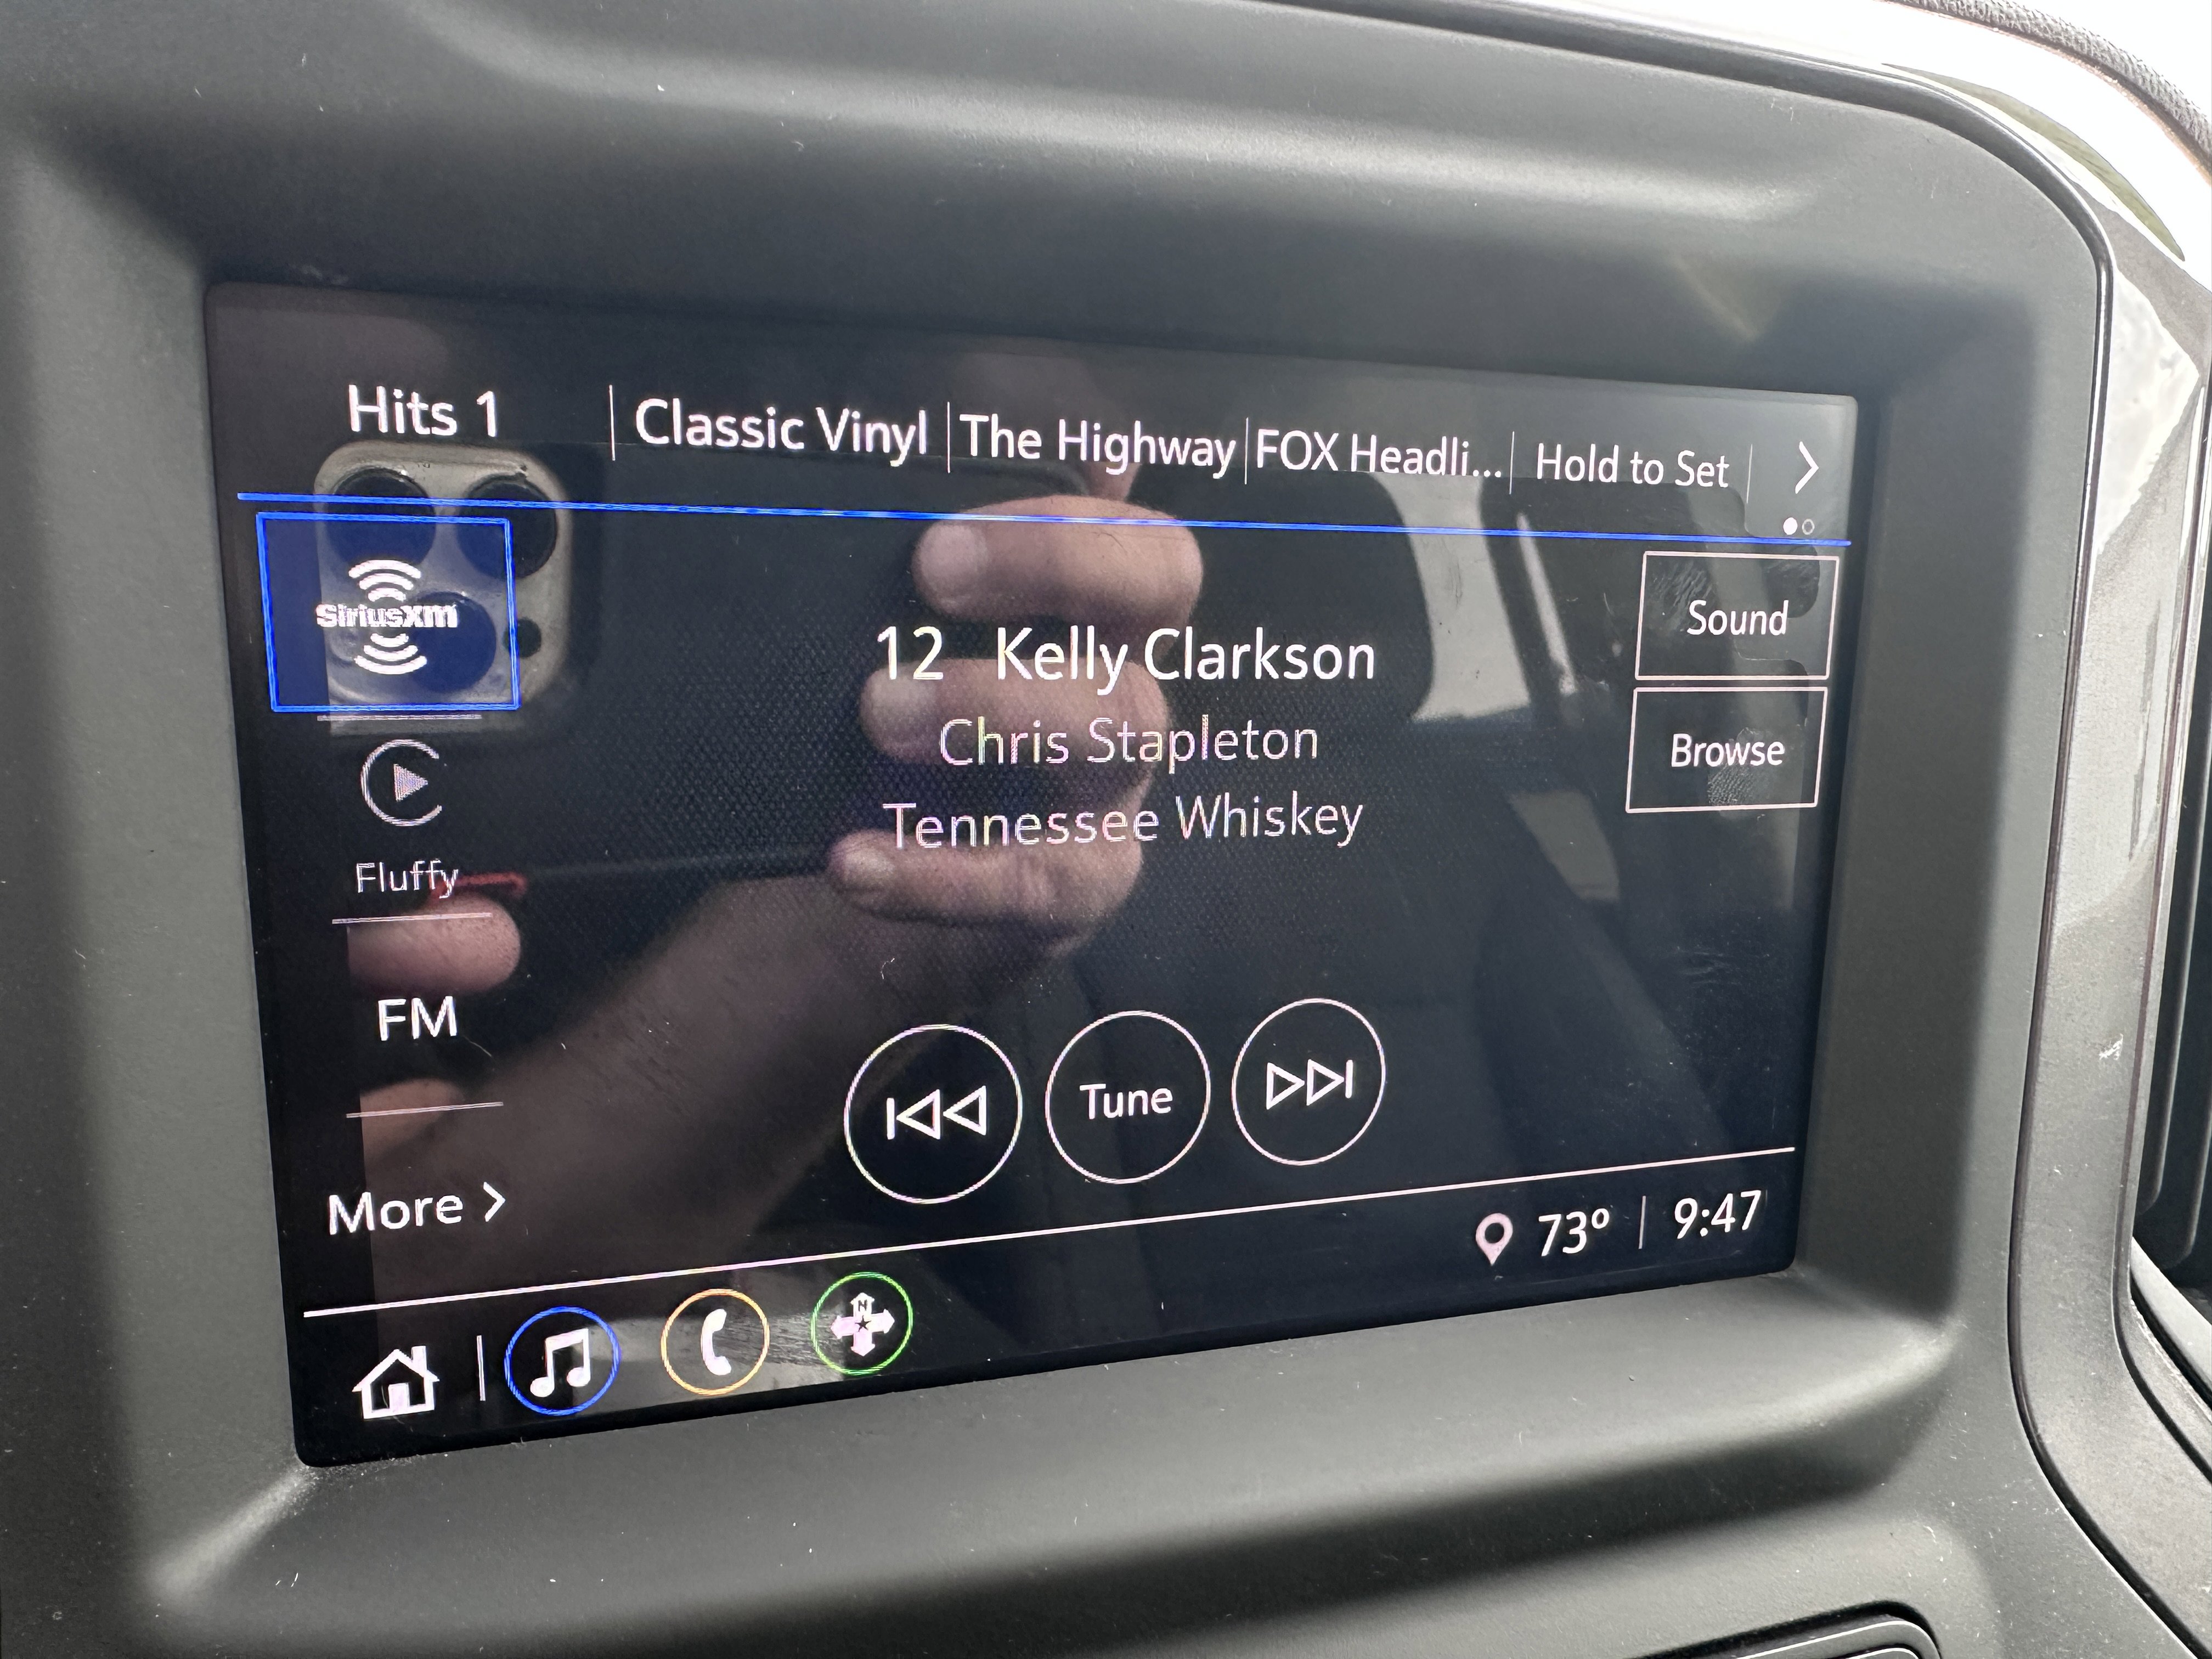 Hits 1 Classic Vinyl The Highway FOX Headli... Hold to Set
SiriusXM
Sound
12 Kelly Clarkson
Chris Stapleton
Browse
Tennessee Whiskey
Fluffy
FM
Tune
More
73° 9:47
N